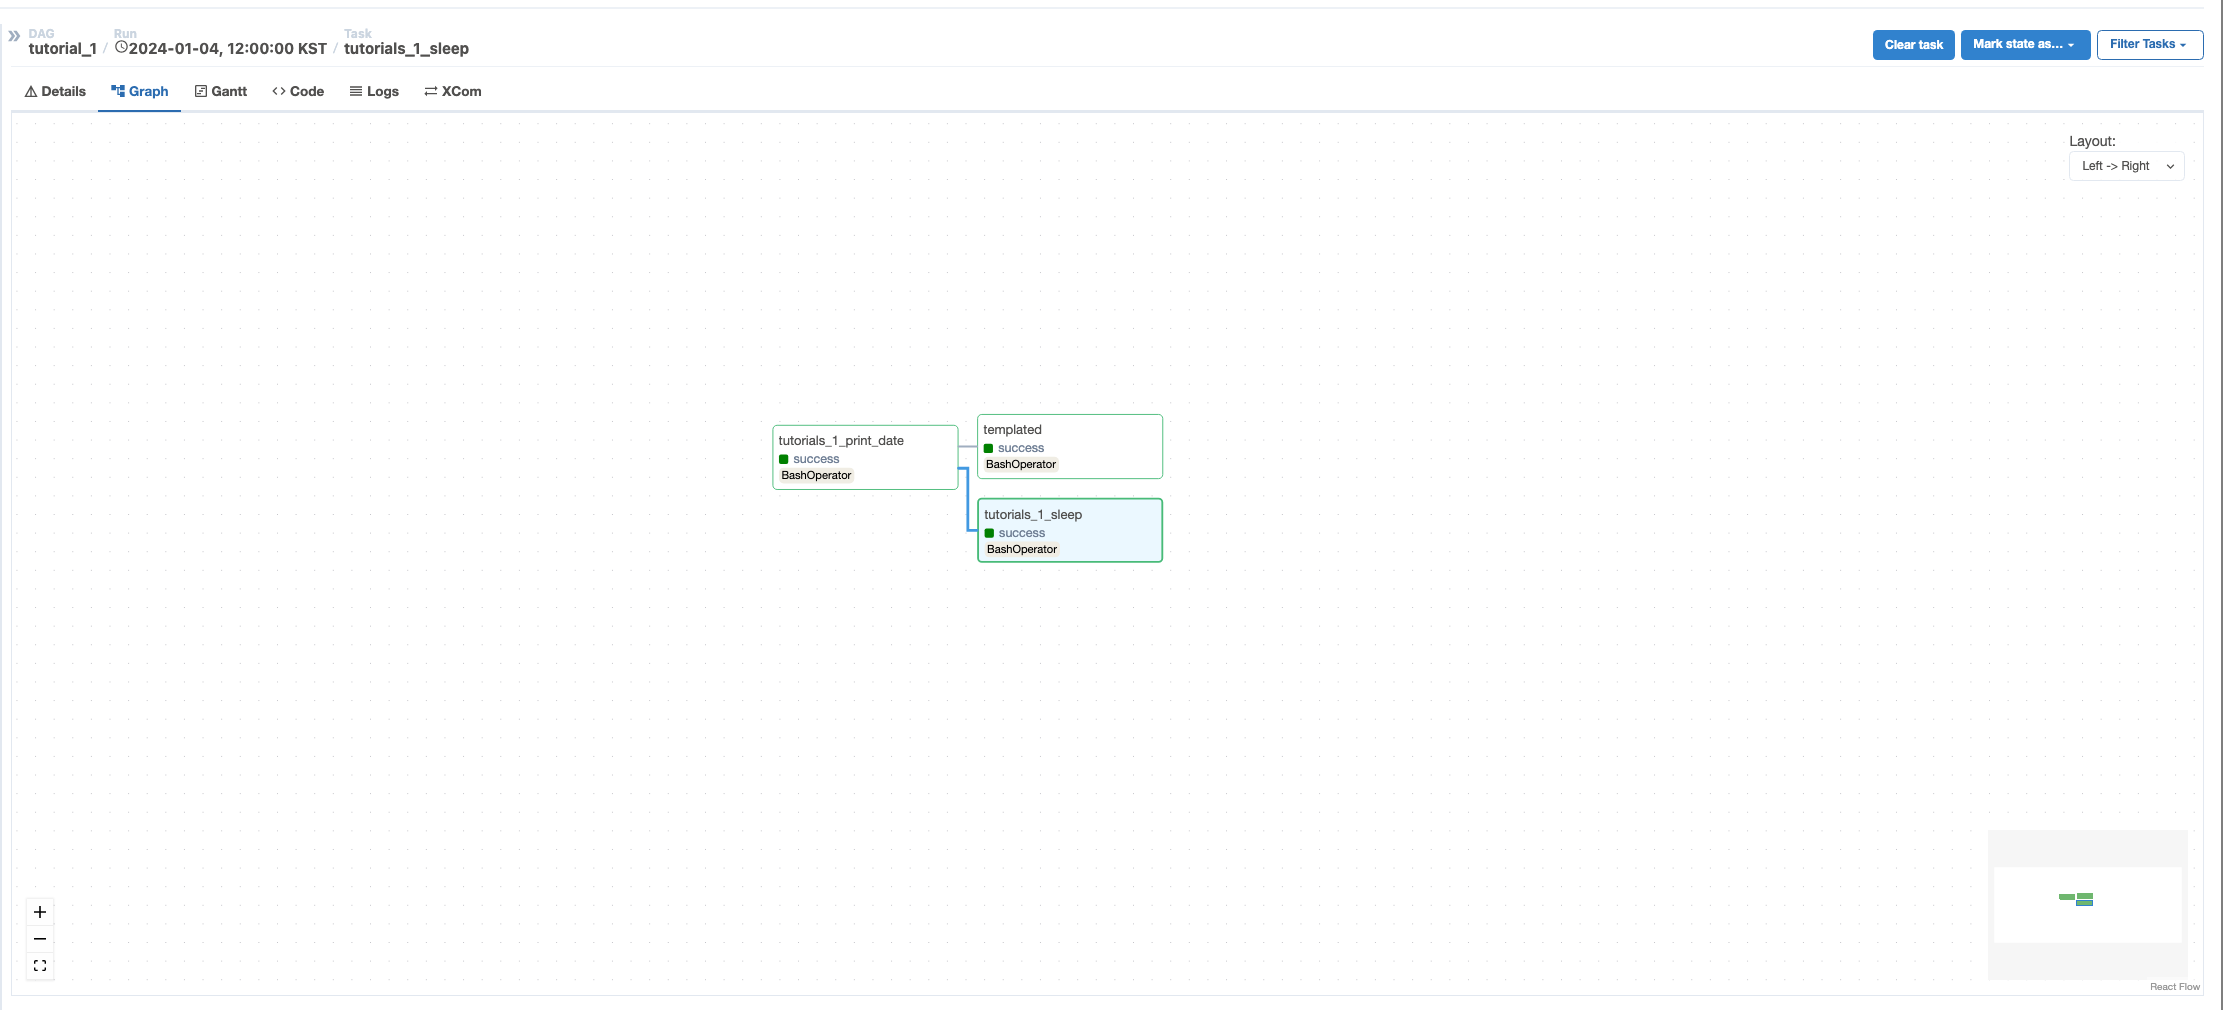 DAG
tutorial_1
/
Run
2024-01-04, 12:00:00 KST
/
Task
tutorials_1_sleep
Clear task
Mark state as...
Filter Tasks
Details
Graph
Gantt
Code
Logs
XCom
Layout:
Left -> Right
tutorials_1_print_date
success
BashOperator
templated
success
BashOperator
tutorials_1_sleep
success
BashOperator
React Flow